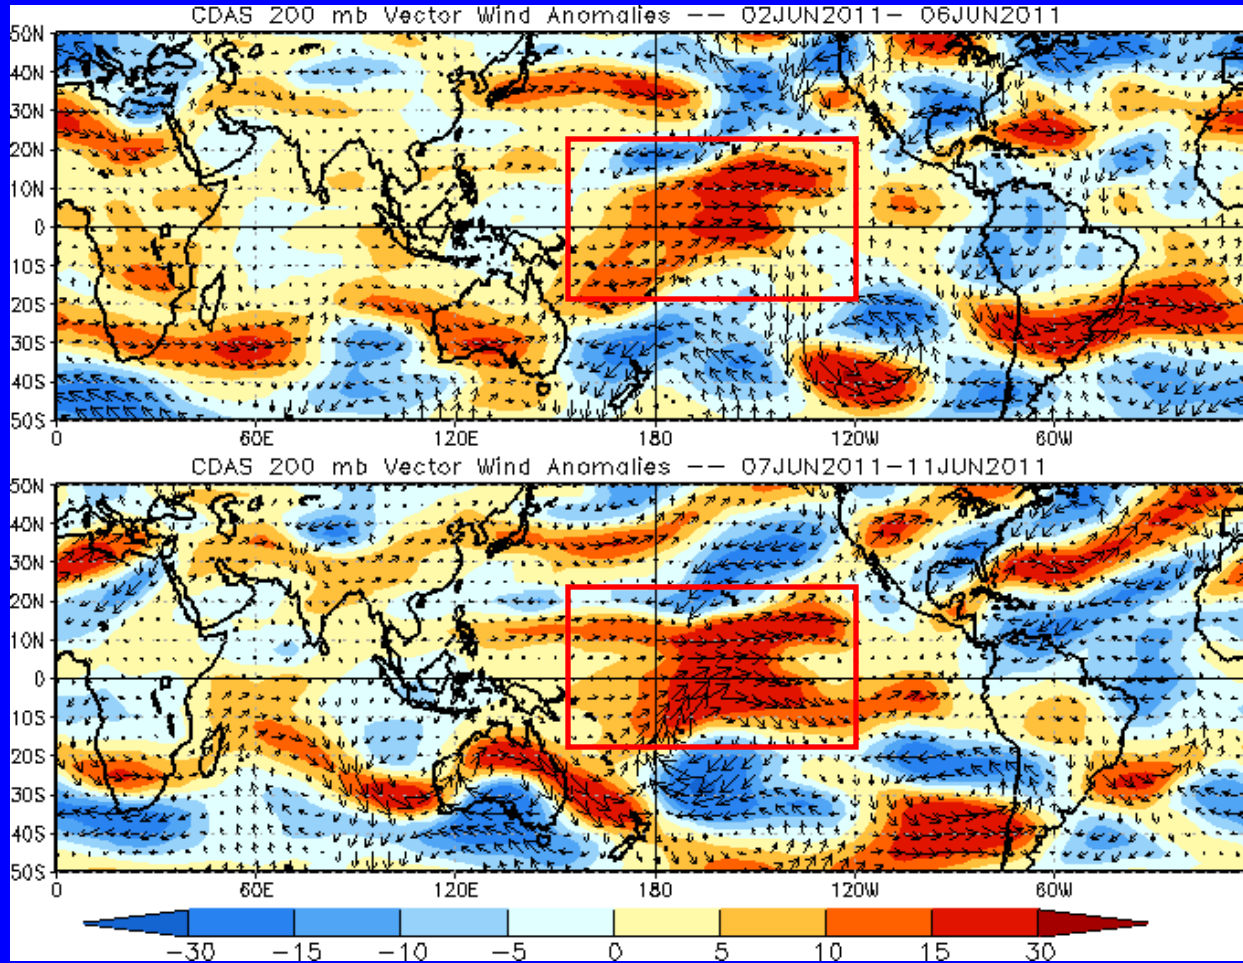 CDAS 200 mb Vector Wind Anomalies -- 02JUN2011- 06JUN2011
50N
40N
30N
20N
10N
0
10S
20S
30S
40S
50S
0 60E 120E 180 120W 60W
CDAS 200 mb Vector Wind Anomalies -- 07JUN2011-11JUN2011
50N
40N
30N
20N
10N
0
10S
20S
30S
40S
50S
0 60E 120E 180 120W 60W
-30 -15 -10 -5 0 5 10 15 30